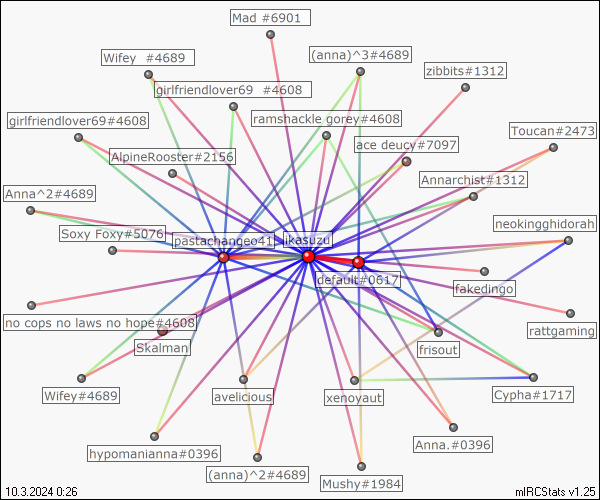 Mad #6901
Wifey  #4689
(anna)^3#4689
zibbits#1312
girlfriendlover69  #4608
girlfriendlover69#4608
ramshackle gorey#4608
Toucan#2473
ace deucy#7097
AlpineRooster#2156
Annarchist#1312
Anna^2#4689
neokingghidorah
Soxy Foxy#5076
pastachangeo41
ikasuzu
default#0617
fakedingo
no cops no laws no hope#4608
rattgaming
Skalman
frisout
Wifey#4689
avelicious
xenoyaut
Cypha#1717
hypomanianna#0396
Anna.#0396
(anna)^2#4689
Mushy#1984
10.3.2024 0:26
mIRCStats v1.25